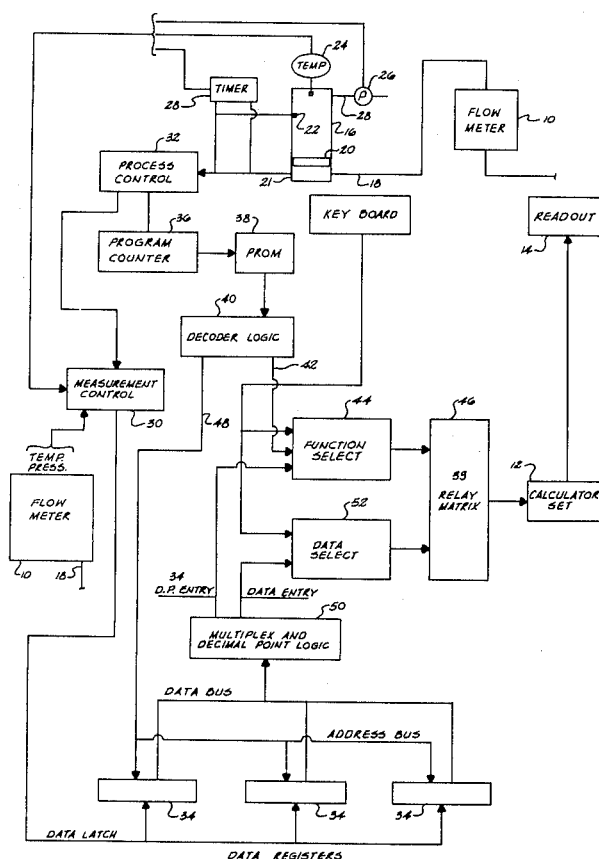 24
TEMP
26
P
TIMER
28
28
22
16
20
21
18
FLOW
METER
10
32
PROCESS
CONTROL
KEY BOARD
READOUT
14
36
PROGRAM
COUNTER
38
PROM
40
DECODER LOGIC
42
MEASUREMENT
CONTROL
30
48
TEMP.
PRESS.
FLOW
METER
10
18
44
FUNCTION
SELECT
46
33
RELAY
MATRIX
12
CALCULATOR
SET
52
DATA
SELECT
34
D.P. ENTRY
DATA ENTRY
50
MULTIPLEX AND
DECIMAL POINT LOGIC
DATA BUS
ADDRESS BUS
34
34
34
DATA LATCH
DATA REGISTERS